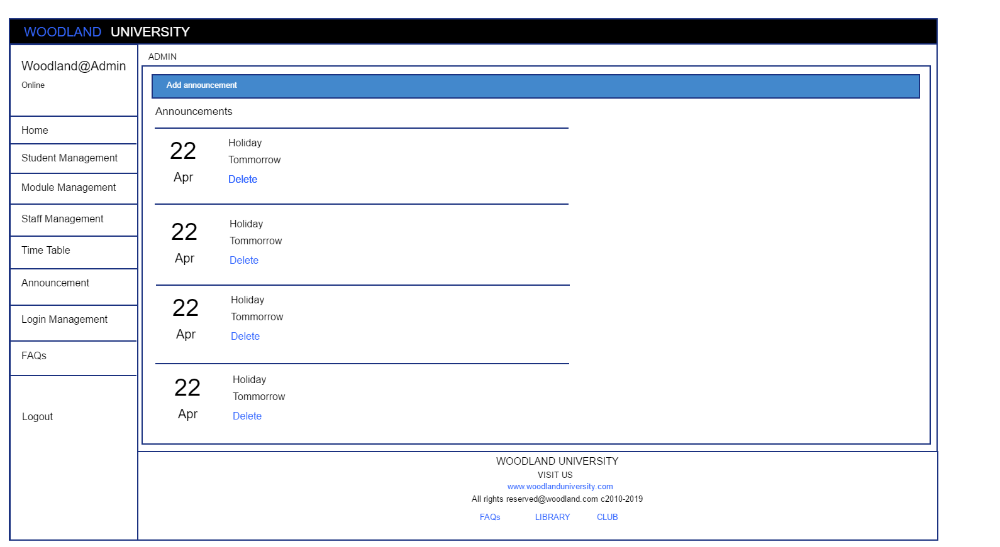 WOODLAND UNIVERSITY
Woodland@Admin
Online
Home
Student Management
Module Management
Staff Management
Time Table
Announcement
Login Management
FAQs
Logout
ADMIN
Add announcement
Announcements
22
Apr
Holiday
Tommorrow
Delete
22
Apr
Holiday
Tommorrow
Delete
22
Apr
Holiday
Tommorrow
Delete
22
Apr
Holiday
Tommorrow
Delete
WOODLAND UNIVERSITY
VISIT US
www.woodlanduniversity.com
All rights reserved@woodland.com c2010-2019
FAQs LIBRARY CLUB